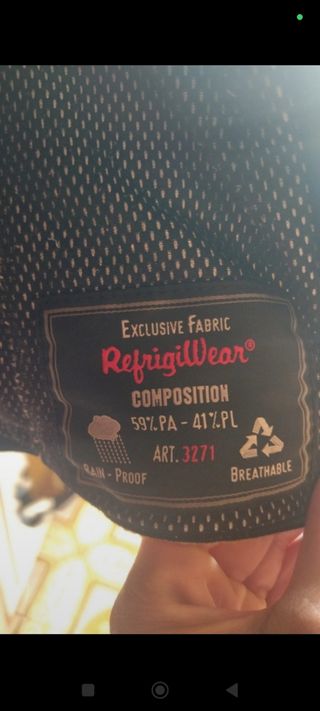 EXCLUSIVE FABRIC
RefrigiWear®
COMPOSITION
59%PA - 41%PL
ART. 3271
RAIN - PROOF
BREATHABLE